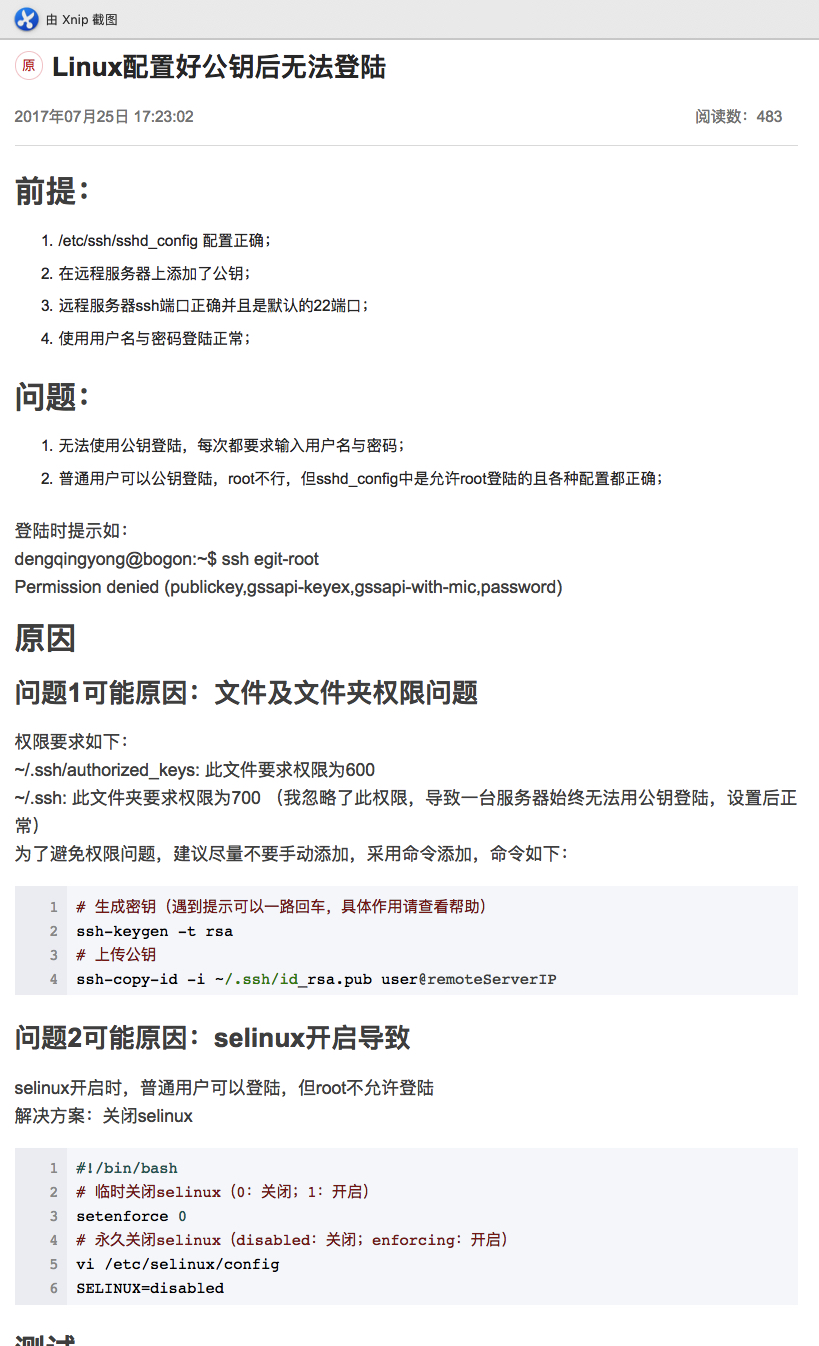 由 Xnip 截图
原 Linux配置好公钥后无法登陆
2017年07月25日 17:23:02 阅读数：483
前提：
1. /etc/ssh/sshd_config 配置正确；
2. 在远程服务器上添加了公钥；
3. 远程服务器ssh端口正确并且是默认的22端口；
4. 使用用户名与密码登陆正常；
问题：
1. 无法使用公钥登陆，每次都要求输入用户名与密码；
2. 普通用户可以公钥登陆，root不行，但sshd_config中是允许root登陆的且各种配置都正确；
登陆时提示如：
dengqingyong@bogon:~$ ssh egit-root
Permission denied (publickey,gssapi-keyex,gssapi-with-mic,password)
原因
问题1可能原因：文件及文件夹权限问题
权限要求如下：
~/.ssh/authorized_keys: 此文件要求权限为600
~/.ssh: 此文件夹要求权限为700 （我忽略了此权限，导致一台服务器始终无法用公钥登陆，设置后正
常）
为了避免权限问题，建议尽量不要手动添加，采用命令添加，命令如下：
1 # 生成密钥（遇到提示可以一路回车，具体作用请查看帮助）
2 ssh-keygen -t rsa
3 # 上传公钥
4 ssh-copy-id -i ~/.ssh/id_rsa.pub user@remoteServerIP
问题2可能原因：selinux开启导致
selinux开启时，普通用户可以登陆，但root不允许登陆
解决方案：关闭selinux
1 #!/bin/bash
2 # 临时关闭selinux（0：关闭；1：开启）
3 setenforce 0
4 # 永久关闭selinux（disabled：关闭；enforcing：开启）
5 vi /etc/selinux/config
6 SELINUX=disabled
测试